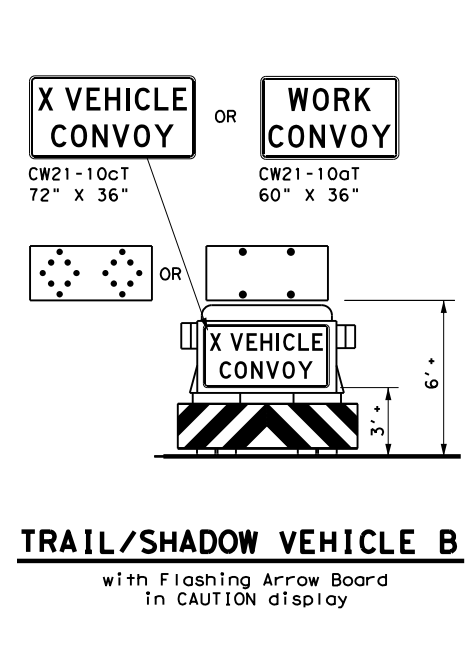 X VEHICLE
CONVOY
OR
WORK
CONVOY
CW21-10cT
72" X 36"
CW21-10aT
60" X 36"
OR
X VEHICLE
CONVOY
6' +
3' +
TRAIL/SHADOW VEHICLE B
with Flashing Arrow Board
in CAUTION display